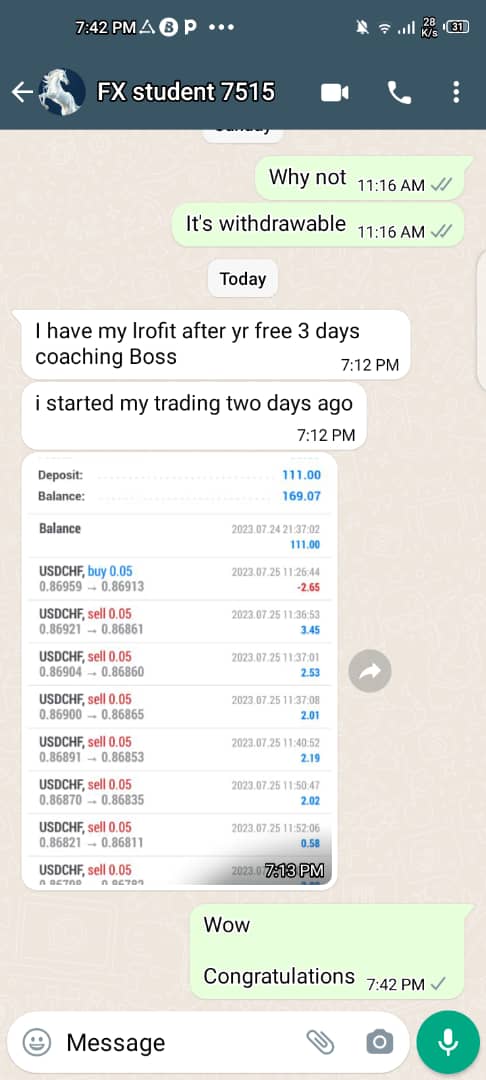 7:42 PM B P •••
28 K/s 31
FX student 7515
Sunday
Why not 11:16 AM
It's withdrawable 11:16 AM
Today
I have my lrofit after yr free 3 days
coaching Boss
7:12 PM
i started my trading two days ago
7:12 PM
Deposit: 111.00
Balance: 169.07
Balance 2023.07.24 21:37:02
111.00
USDCHF, buy 0.05 2023.07.25 11:26:44
0.86959 → 0.86913 -2.65
USDCHF, sell 0.05 2023.07.25 11:36:53
0.86921 → 0.86861 3.45
USDCHF, sell 0.05 2023.07.25 11:37:01
0.86904 → 0.86860 2.53
USDCHF, sell 0.05 2023.07.25 11:37:08
0.86900 → 0.86865 2.01
USDCHF, sell 0.05 2023.07.25 11:40:52
0.86891 → 0.86853 2.19
USDCHF, sell 0.05 2023.07.25 11:50:47
0.86870 → 0.86835 2.02
USDCHF, sell 0.05 2023.07.25 11:52:06
0.86821 → 0.86811 0.58
USDCHF, sell 0.05 2023.0 7:13 PM
Wow
Congratulations 7:42 PM
Message